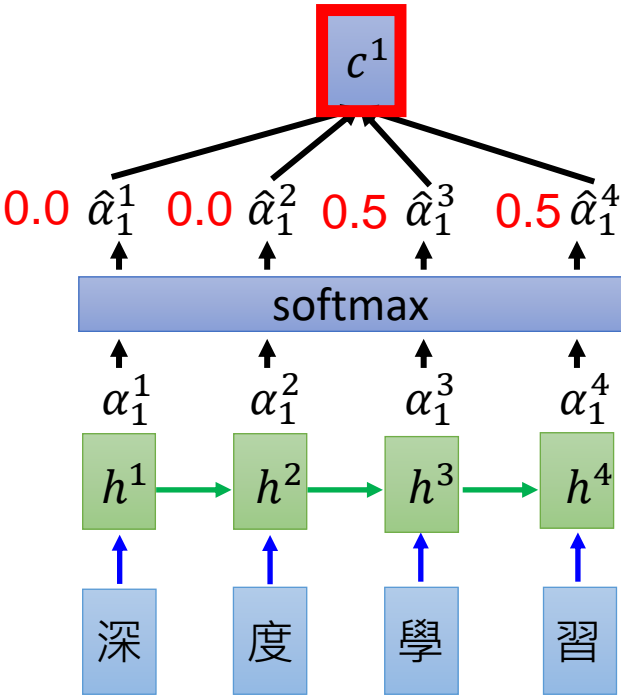 c¹
0.0 α̂₁¹ 0.0 α̂₁² 0.5 α̂₁³ 0.5 α̂₁⁴
softmax
α₁¹ α₁² α₁³ α₁⁴
h¹ h² h³ h⁴
深 度 學 習